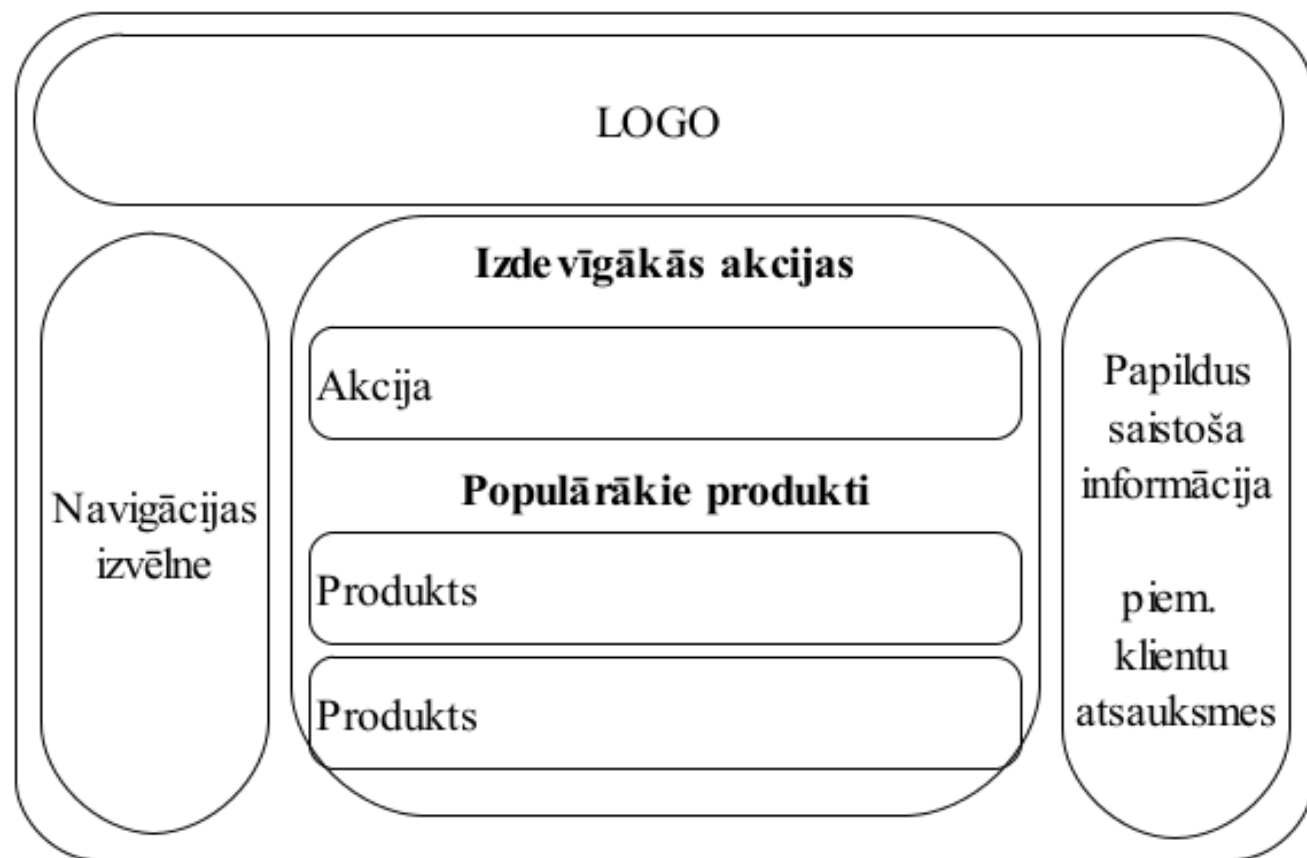 LOGO
Navigācijas
izvēlne
Izdevīgākās akcijas
Akcija
Populārākie produkti
Produkts
Produkts
Papildus
saistoša
informācija
piem.
klientu
atsauksmes